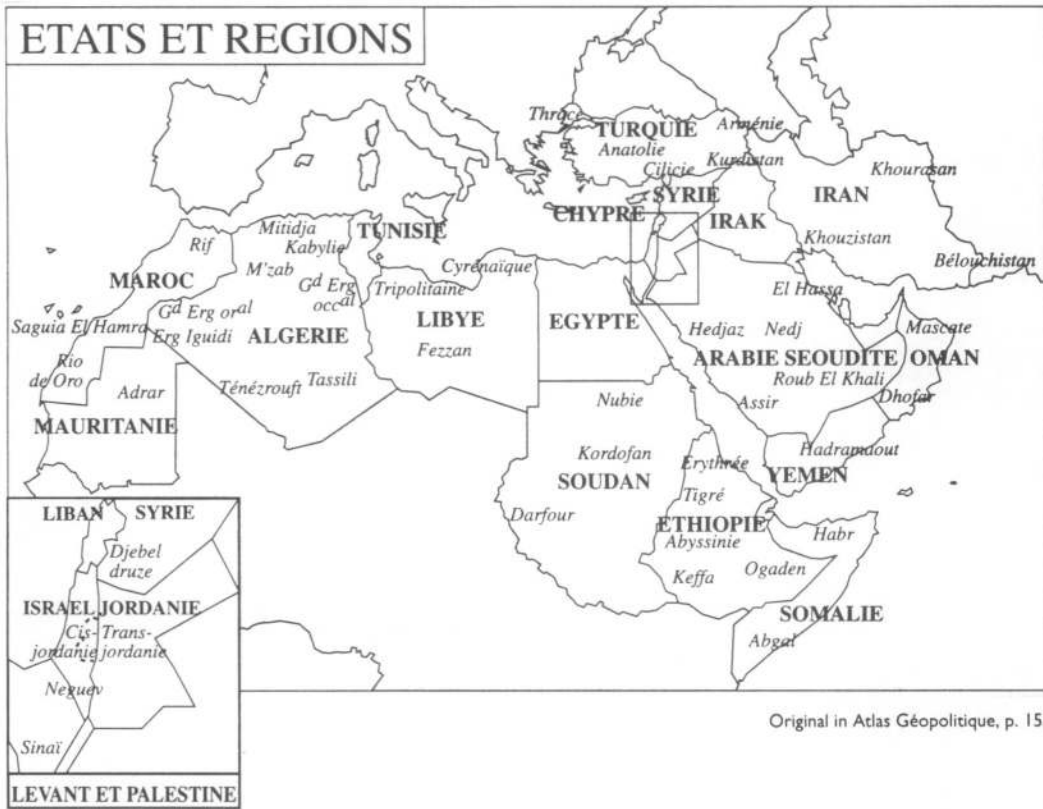 ETATS ET REGIONS
Thrace
TURQUIE
Arménie
Anatolie
Cilicie
Kurdistan
Khourasan
SYRIE
IRAN
CHYPRE
IRAK
Mitidja
TUNISIE
Rif
Kabylie
Khouzistan
M'zab
Cyrénaïque
Bélouchistan
MAROC
Gd Erg
occal
Tripolitaine
El Hassa
Gd Erg oral
LIBYE
EGYPTE
Saguia El Hamra
Erg Iguidi
ALGERIE
Hedjaz
Nedj
Mascate
Fezzan
ARABIE SEOUDITE
OMAN
Rio
de Oro
Adrar
Ténézrouft
Tassili
Roub El Khali
Dhofar
Nubie
Assir
MAURITANIE
Hadramaout
Kordofan
Erythrée
YEMEN
SOUDAN
Tigré
Darfour
ETHIOPIE
Habr
Abyssinie
Ogaden
Keffa
SOMALIE
Abgal
LIBAN
SYRIE
Djebel
druze
ISRAEL
JORDANIE
Cis-
jordanie
Trans-
jordanie
Neguev
Sinaï
LEVANT ET PALESTINE
Original in Atlas Géopolitique, p. 15